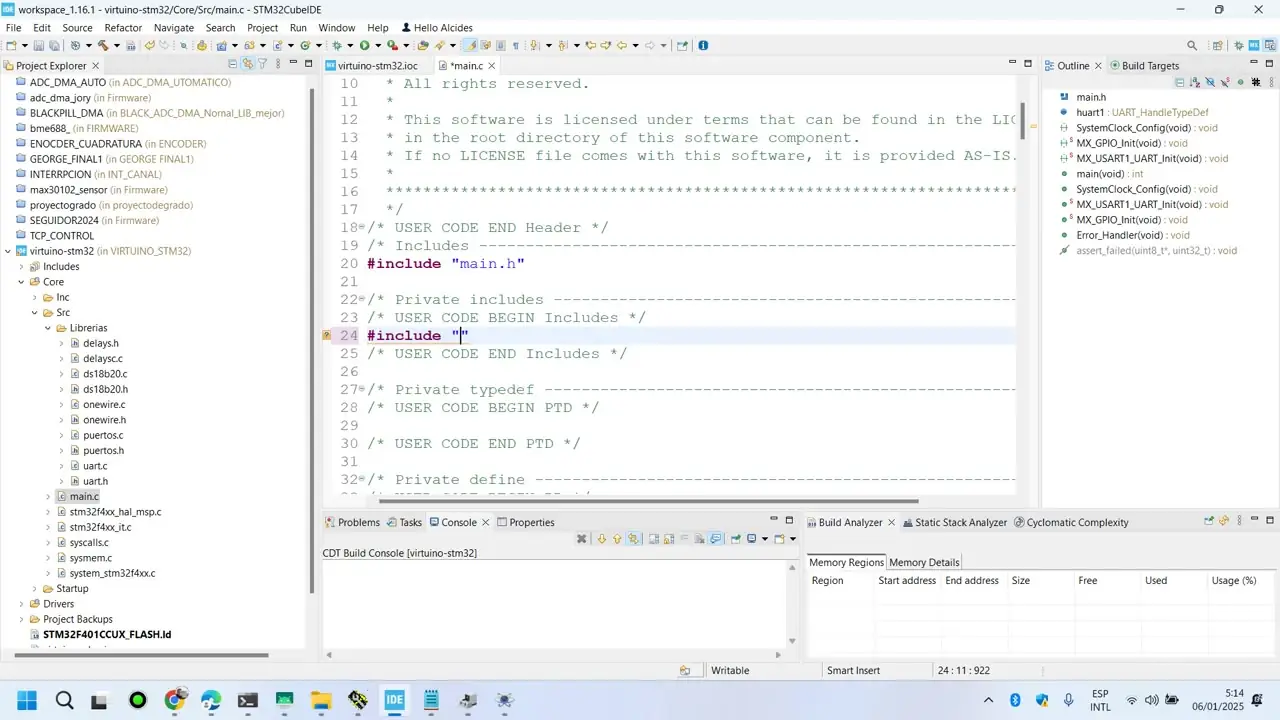 workspace_1.16.1 - virtuino-stm32/Core/Src/main.c - STM32CubeIDE
File Edit Source Refactor Navigate Search Project Run Window Help Hello Alcides
Project Explorer
ADC_DMA_AUTO (in ADC_DMA_UTOMATICO)
adc_dma_jory (in Firmware)
BLACKPILL_DMA (in BLACK_ADC_DMA_Nomal_LIB_mejor)
bme688_ (in FIRMWARE)
ENOCDER_CUADRATURA (in ENCODER)
GEORGE_FINAL1 (in GEORGE FINAL1)
INTERRPCION (in INT_CANAL)
max30102_sensor (in Firmware)
proyectogrado (in proyectodegrado)
SEGUIDOR2024 (in Firmware)
TCP_CONTROL
virtuino-stm32 (in VIRTUINO_STM32)
Includes
Core
Inc
Src
Librerias
delays.h
delaysc.c
ds18b20.c
ds18b20.h
onewire.c
onewire.h
puertos.c
puertos.h
uart.c
uart.h
main.c
stm32f4xx_hal_msp.c
stm32f4xx_it.c
syscalls.c
sysmem.c
system_stm32f4xx.c
Startup
Drivers
Project Backups
STM32F401CCUX_FLASH.ld
virtuino-stm32.ioc *main.c
10 * All rights reserved.
11 *
12 * This software is licensed under terms that can be found in the LIC
13 * in the root directory of this software component.
14 * If no LICENSE file comes with this software, it is provided AS-IS.
15 *
16 ******************************************************************************
17 */
18 /* USER CODE END Header */
19 /* Includes ----------------------------------------------------------
20 #include "main.h"
21
22 /* Private includes --------------------------------------------------
23 /* USER CODE BEGIN Includes */
24 #include ""
25 /* USER CODE END Includes */
26
27 /* Private typedef ---------------------------------------------------
28 /* USER CODE BEGIN PTD */
29
30 /* USER CODE END PTD */
31
32 /* Private define ----------------------------------------------------
Outline Build Targets
main.h
huart1 : UART_HandleTypeDef
SystemClock_Config(void) : void
MX_GPIO_Init(void) : void
MX_USART1_UART_Init(void) : void
main(void) : int
SystemClock_Config(void) : void
MX_USART1_UART_Init(void) : void
MX_GPIO_Init(void) : void
Error_Handler(void) : void
assert_failed(uint8_t*, uint32_t) : void
Problems Tasks Console Properties
CDT Build Console [virtuino-stm32]
Build Analyzer Static Stack Analyzer Cyclomatic Complexity
Memory Regions Memory Details
Region Start address End address Size Free Used Usage (%)
Writable Smart Insert 24 : 11 : 922
IDE
ESP
INTL
5:14
06/01/2025